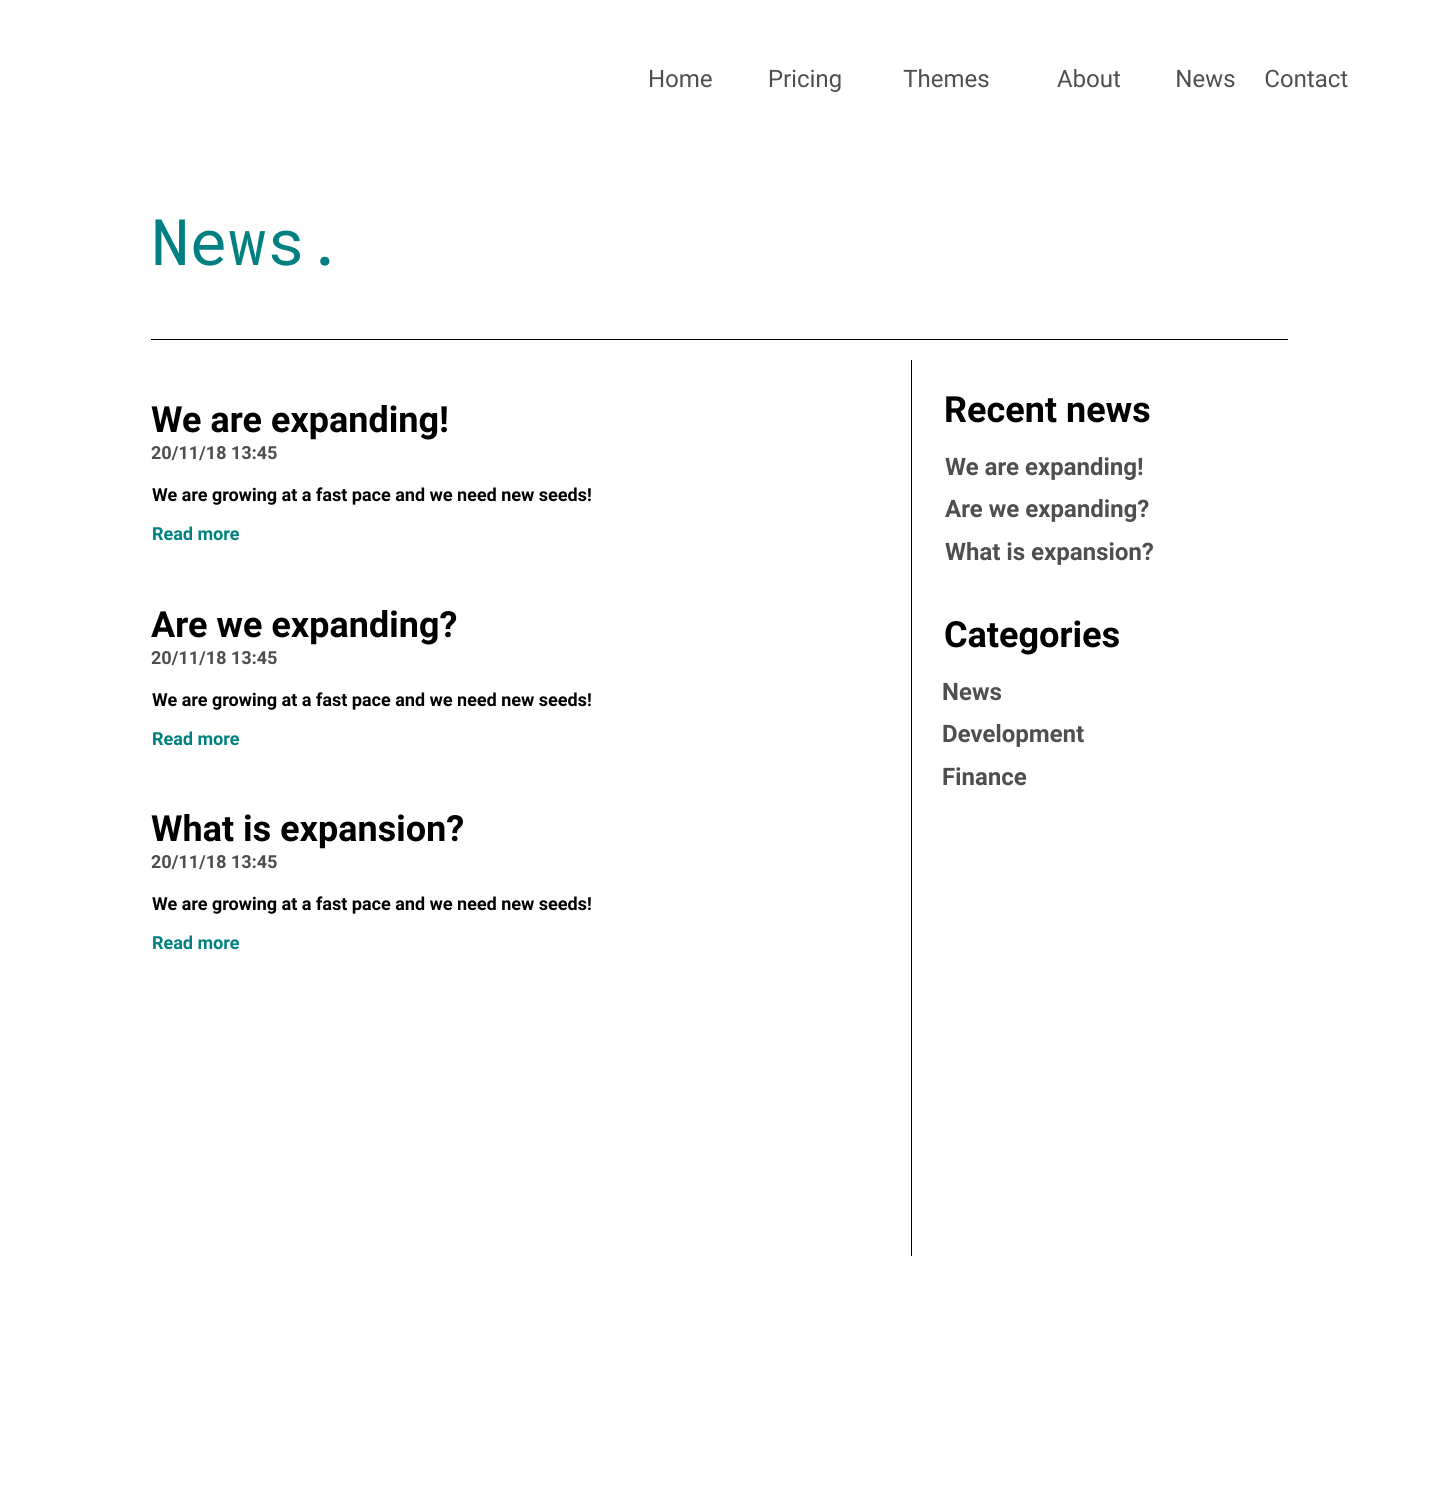 Home Pricing Themes About News Contact
News.
We are expanding!
20/11/18 13:45
We are growing at a fast pace and we need new seeds!
Read more
Are we expanding?
20/11/18 13:45
We are growing at a fast pace and we need new seeds!
Read more
What is expansion?
20/11/18 13:45
We are growing at a fast pace and we need new seeds!
Read more
Recent news
We are expanding!
Are we expanding?
What is expansion?
Categories
News
Development
Finance